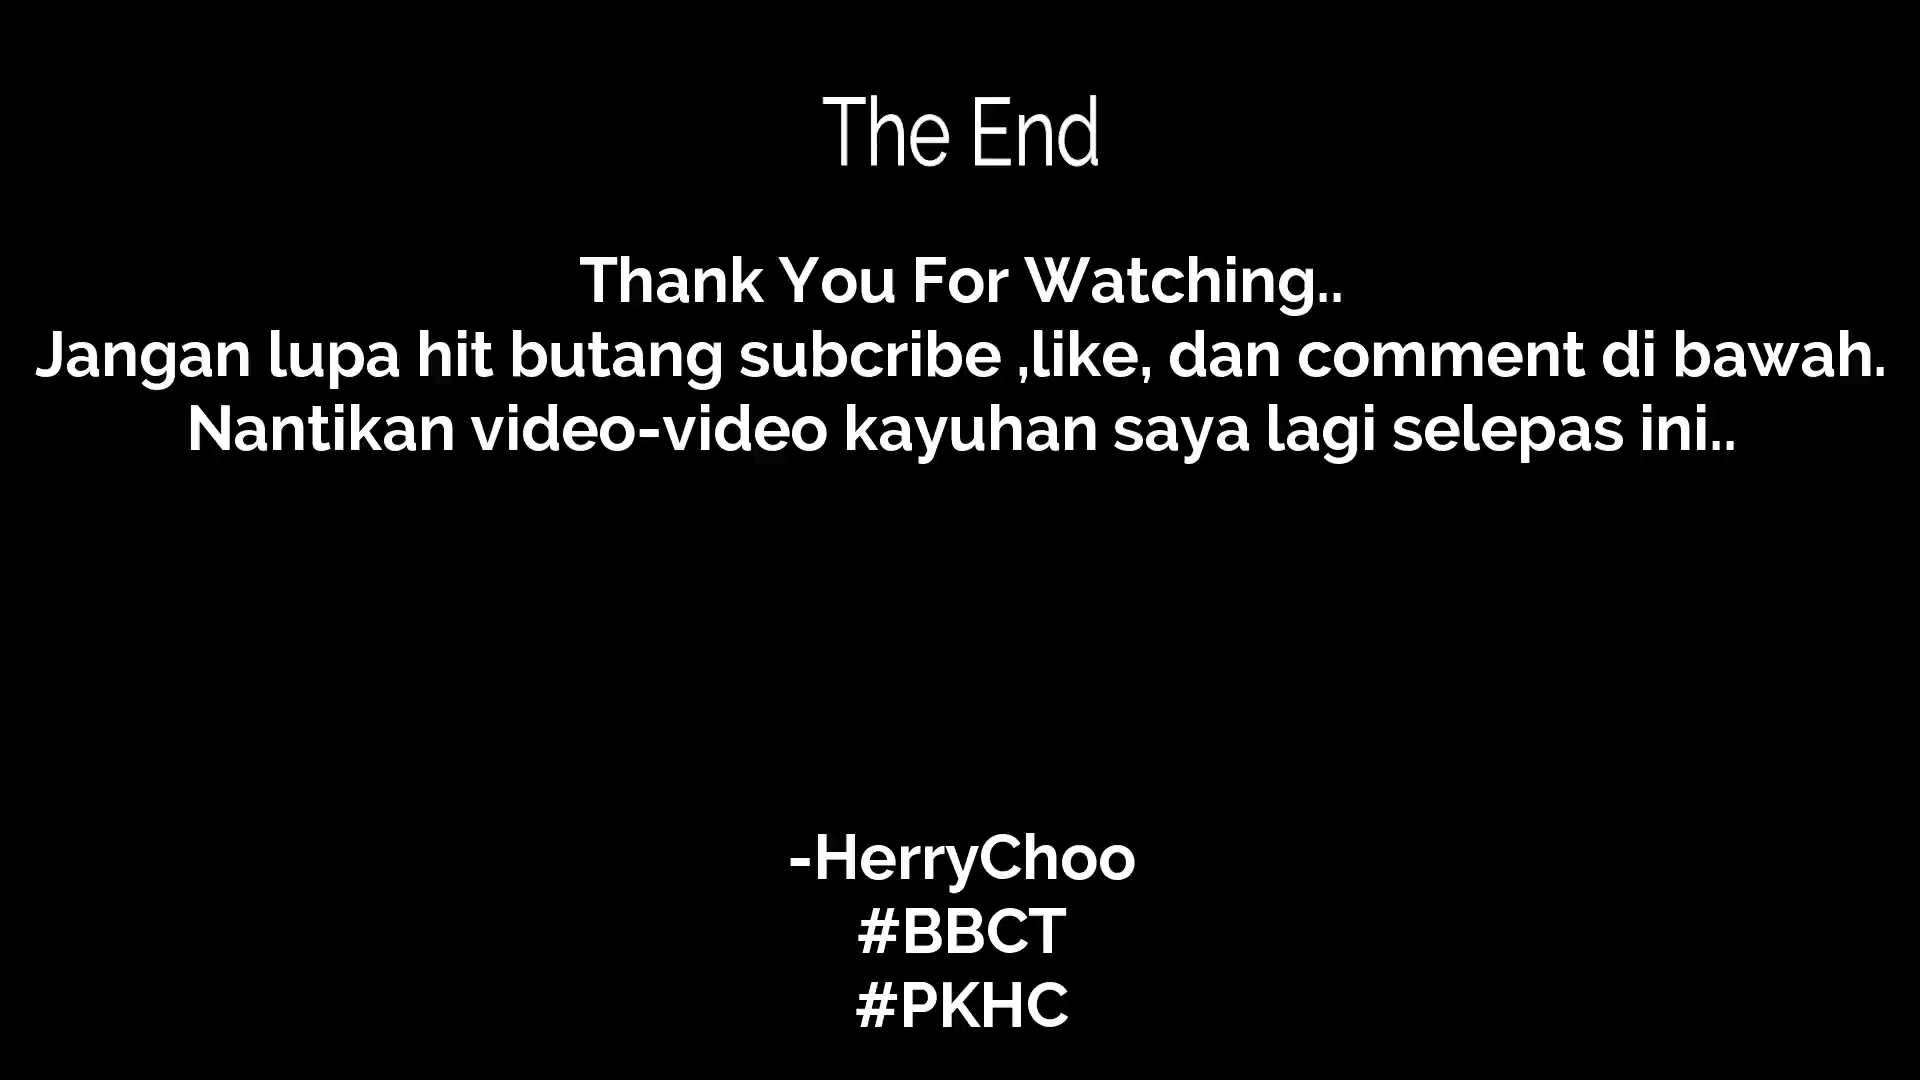 The End
Thank You For Watching..
Jangan lupa hit butang subcribe ,like, dan comment di bawah.
Nantikan video-video kayuhan saya lagi selepas ini..
-HerryChoo
#BBCT
#PKHC